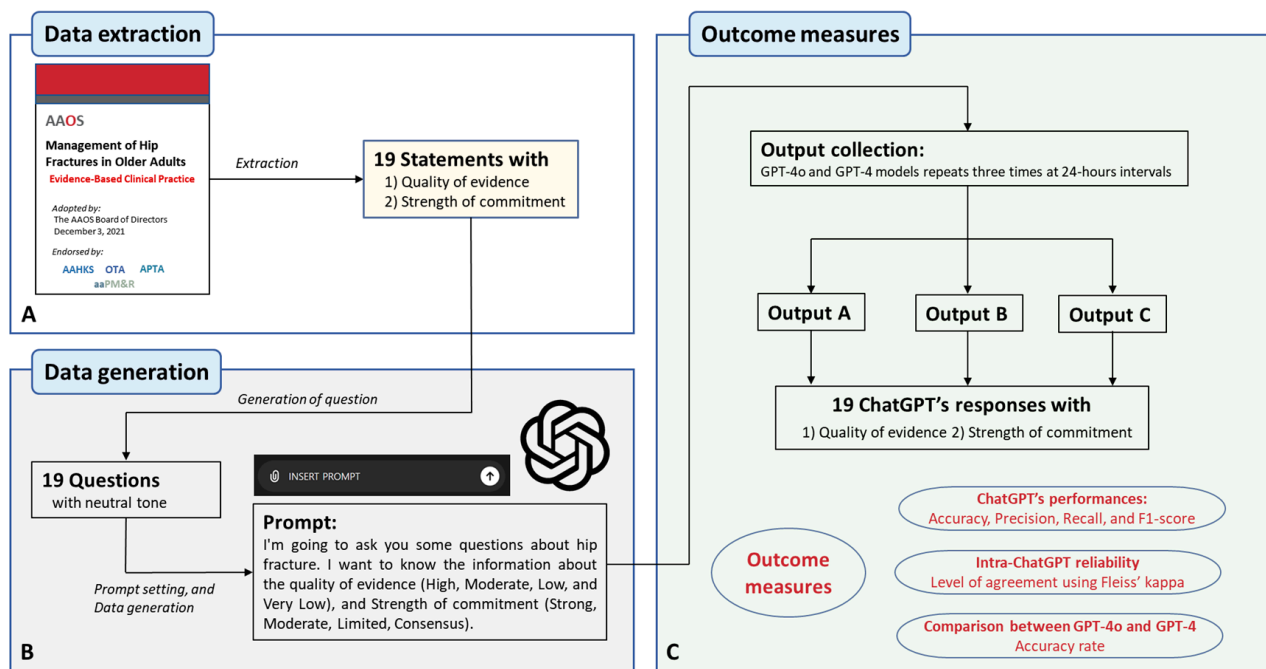 Data extraction
AAOS
Management of Hip
Fractures in Older Adults
Evidence-Based Clinical Practice
Adopted by:
The AAOS Board of Directors
December 3, 2021
Endorsed by:
AAHKS OTA APTA
aaPM&R
Extraction
19 Statements with
1) Quality of evidence
2) Strength of commitment
A
Data generation
Generation of question
19 Questions
with neutral tone
Prompt setting, and
Data generation
INSERT PROMPT
Prompt:
I'm going to ask you some questions about hip
fracture. I want to know the information about
the quality of evidence (High, Moderate, Low, and
Very Low), and Strength of commitment (Strong,
Moderate, Limited, Consensus).
B
Outcome measures
Output collection:
GPT-4o and GPT-4 models repeats three times at 24-hours intervals
Output A
Output B
Output C
19 ChatGPT's responses with
1) Quality of evidence 2) Strength of commitment
Outcome
measures
ChatGPT's performances:
Accuracy, Precision, Recall, and F1-score
Intra-ChatGPT reliability
Level of agreement using Fleiss' kappa
Comparison between GPT-4o and GPT-4
Accuracy rate
C